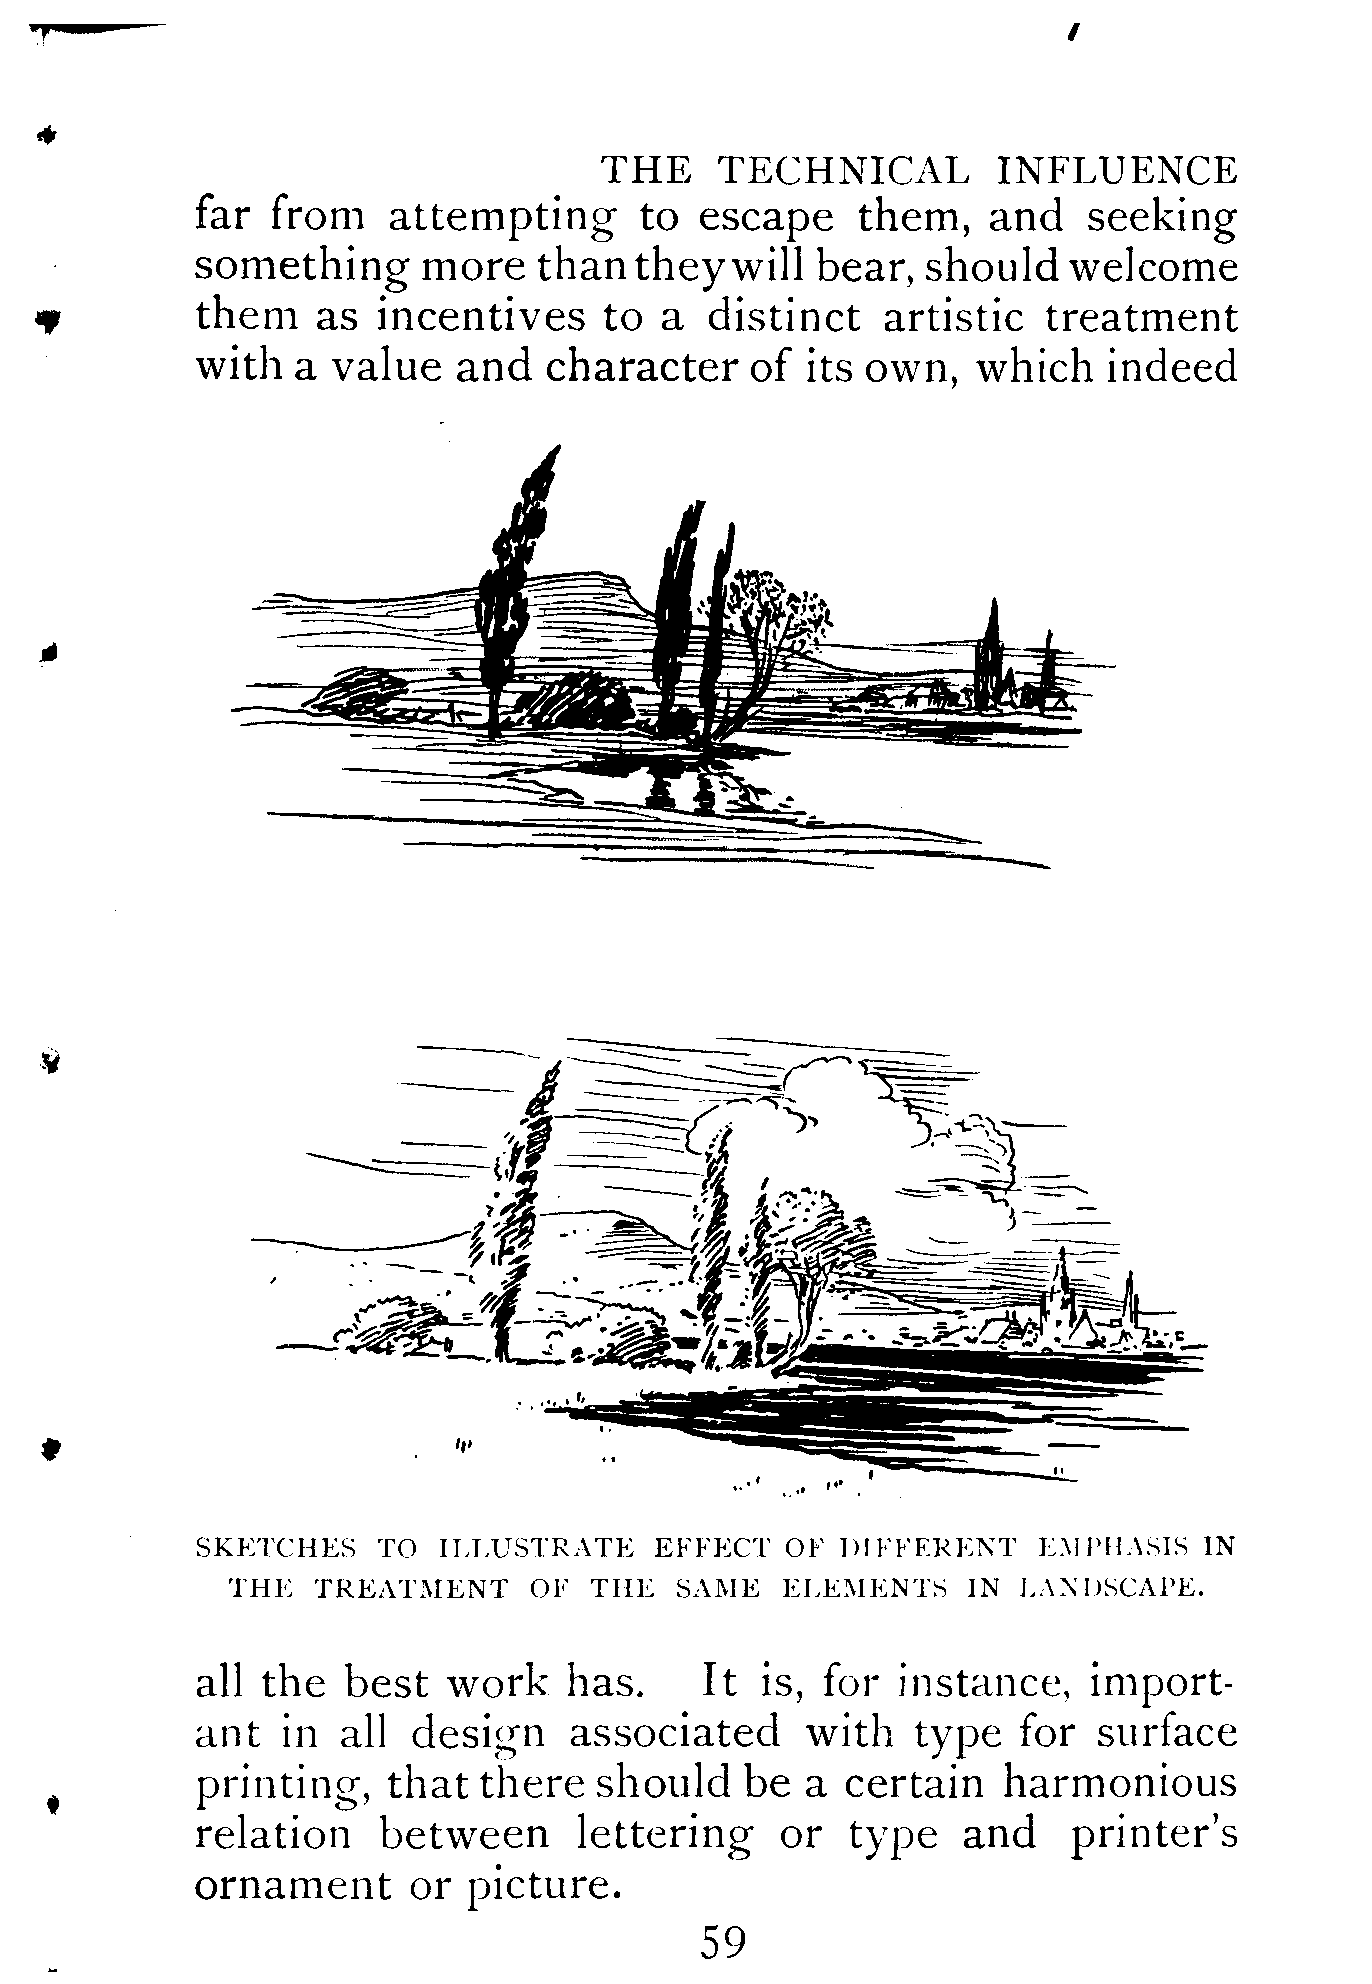 THE TECHNICAL INFLUENCE
far from attempting to escape them, and seeking
something more than they will bear, should welcome
them as incentives to a distinct artistic treatment
with a value and character of its own, which indeed
SKETCHES TO ILLUSTRATE EFFECT OF DIFFERENT EMPHASIS IN
THE TREATMENT OF THE SAME ELEMENTS IN LANDSCAPE.
all the best work has. It is, for instance, import-
ant in all design associated with type for surface
printing, that there should be a certain harmonious
relation between lettering or type and printer's
ornament or picture.
59